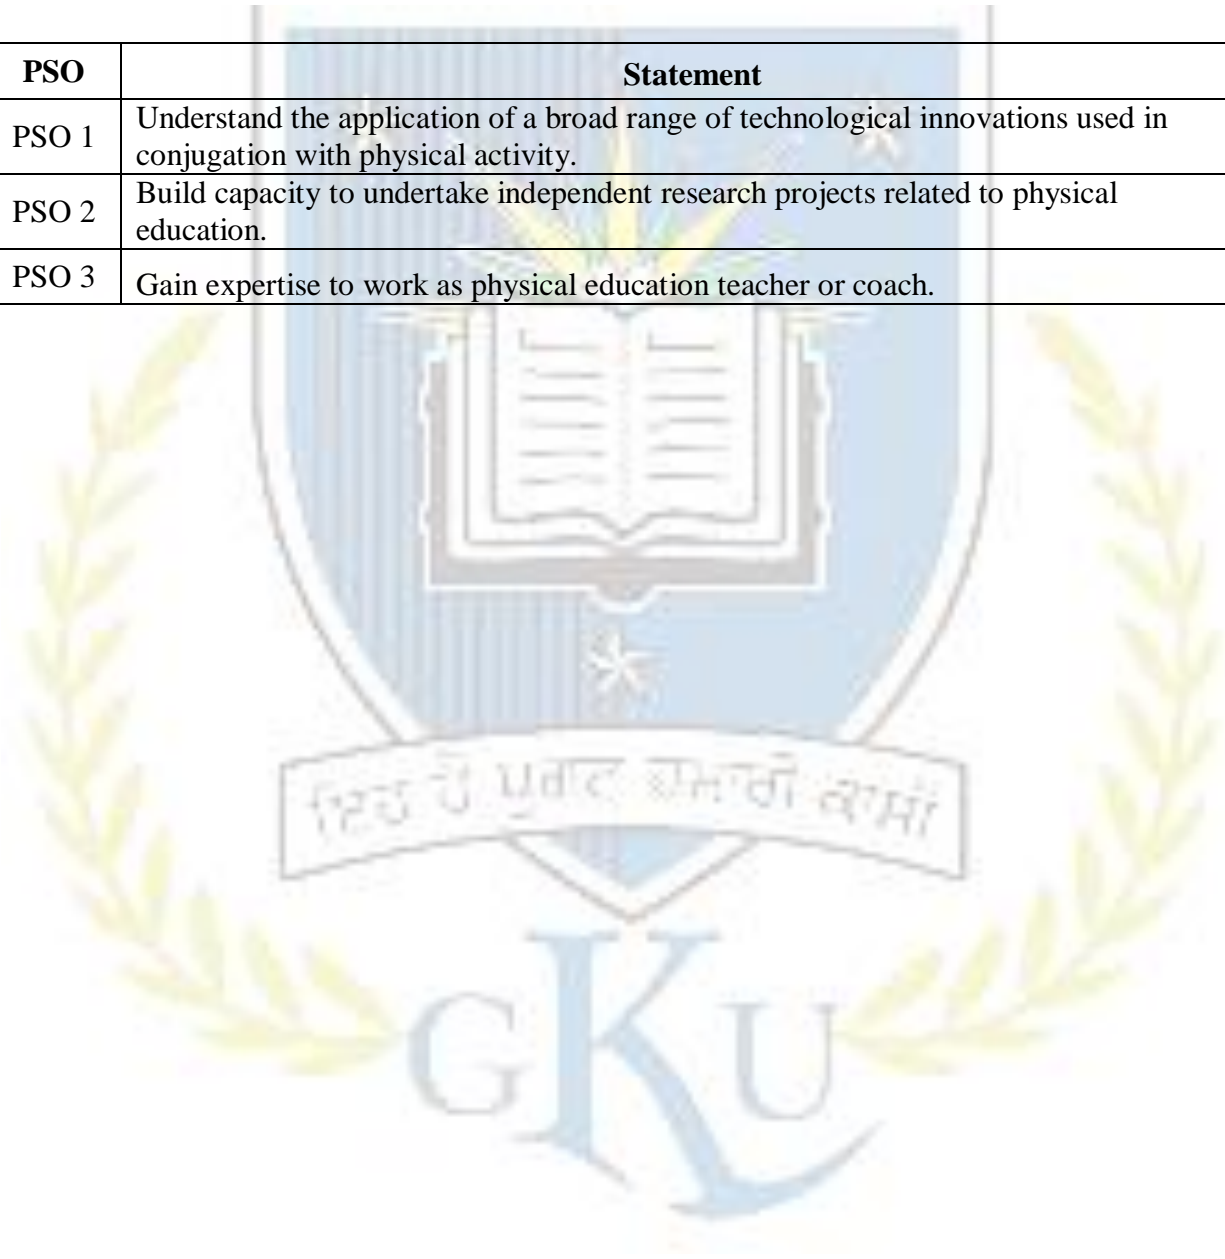 PSO Statement
PSO 1 Understand the application of a broad range of technological innovations used in
conjugation with physical activity.
PSO 2 Build capacity to undertake independent research projects related to physical
education.
PSO 3 Gain expertise to work as physical education teacher or coach.
ਹਮਾਰੀ ਕਾਸੀ
GKU